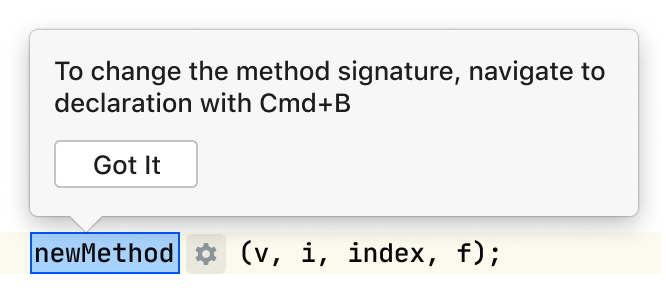 To change the method signature, navigate to
declaration with Cmd+B
Got It
newMethod (v, i, index, f);